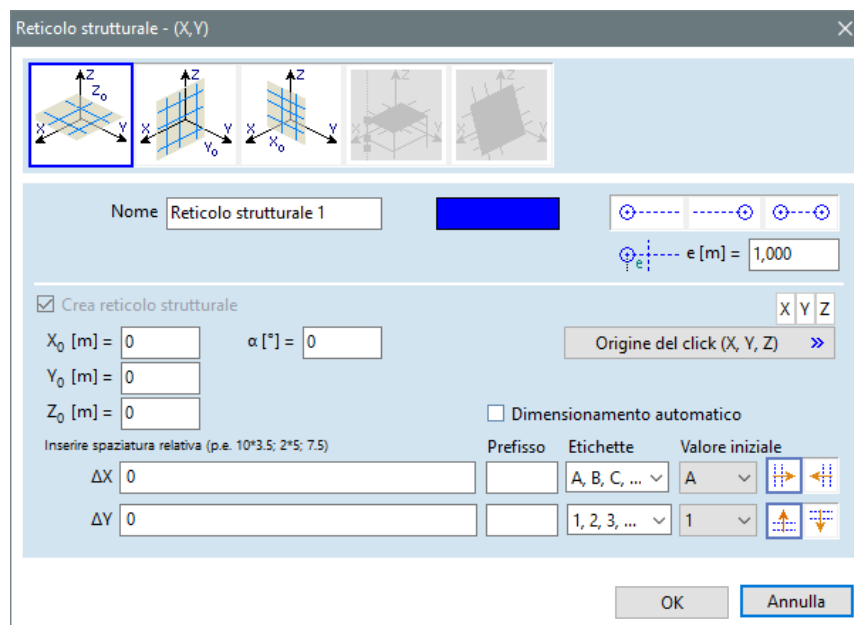 Reticolo strutturale - (X,Y)
Z Z₀ X Y
Z X Y Y₀
Z X Y X₀
Nome Reticolo strutturale 1
e e [m] = 1,000
Crea reticolo strutturale
X Y Z
X₀ [m] = 0 α [°] = 0 Origine del click (X, Y, Z) »
Y₀ [m] = 0
Z₀ [m] = 0 Dimensionamento automatico
Inserire spaziatura relativa (p.e. 10*3.5; 2*5; 7.5) Prefisso Etichette Valore iniziale
ΔX 0 A, B, C, ... A
ΔY 0 1, 2, 3, ... 1
OK Annulla